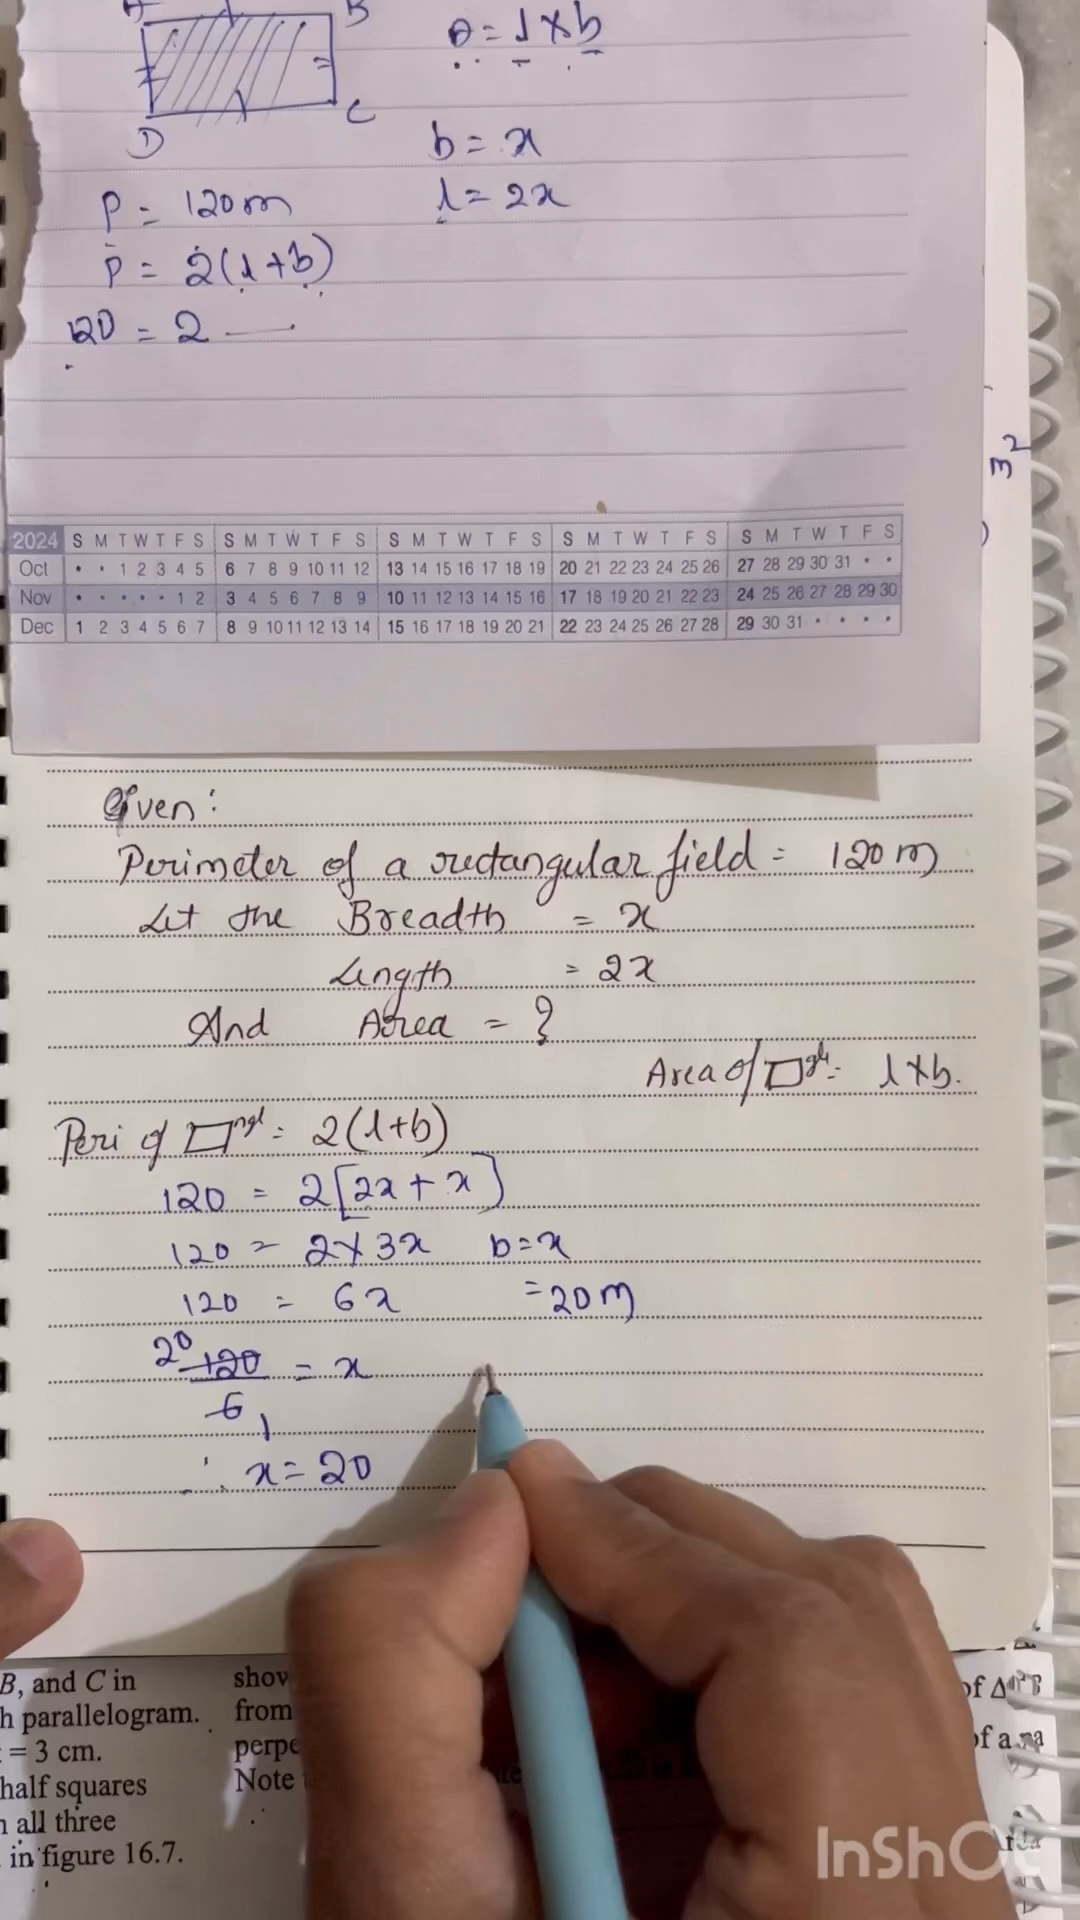 A B
D C
a = l × b
b = x
l = 2x
P = 120m
P = 2(l+b)
120 = 2
2024 S M T W T F S S M T W T F S S M T W T F S S M T W T F S S M T W T F S
Oct • • 1 2 3 4 5 6 7 8 9 10 11 12 13 14 15 16 17 18 19 20 21 22 23 24 25 26 27 28 29 30 31 • •
Nov • • • • • 1 2 3 4 5 6 7 8 9 10 11 12 13 14 15 16 17 18 19 20 21 22 23 24 25 26 27 28 29 30
Dec 1 2 3 4 5 6 7 8 9 10 11 12 13 14 15 16 17 18 19 20 21 22 23 24 25 26 27 28 29 30 31 • • • •
Given:
Perimeter of a rectangular field = 120 m
Let the Breadth = x
Length = 2x
And Area = ?
Area of ▭gle = l × b.
Peri of ▭ngl = 2(l+b)
120 = 2[2x + x]
120 = 2 × 3x b = x
120 = 6x = 20m
20
120 = x
6 1
∴ x = 20
B, and C in
h parallelogram.
= 3 cm.
half squares
n all three
in figure 16.7.
show
from
perpe
Note
of Δ
of a pa
InShOt